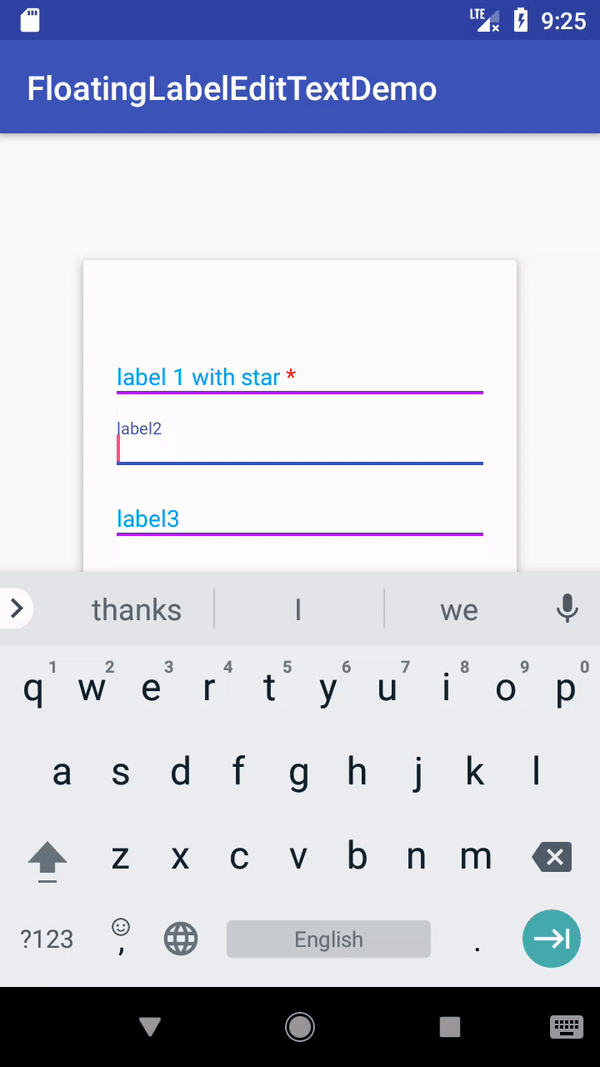 LTE 9:25
FloatingLabelEditTextDemo
label 1 with star *
label2
label3
thanks I we
1 2 3 4 5 6 7 8 9 0
q w e r t y u i o p
a s d f g h j k l
z x c v b n m
?123 , English .